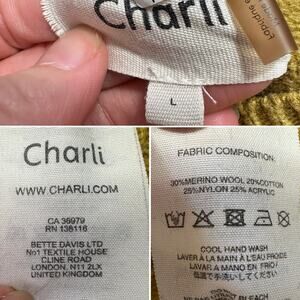 Charli
L
Charli
WWW.CHARLI.COM
CA 36979
RN 138116
BETTE DAVIS LTD
No1 TEXTILE HOUSE
CLINE ROAD
LONDON, N11 2LX
UNITED KINGDOM
FABRIC COMPOSITION:
30%MERINO WOOL 20%COTTON
25%NYLON 25% ACRYLIC
COOL HAND WASH
LAVER A LA MAIN À L'EAU FROIDE
LAVAR A MANO EN FRIO
BLEACH